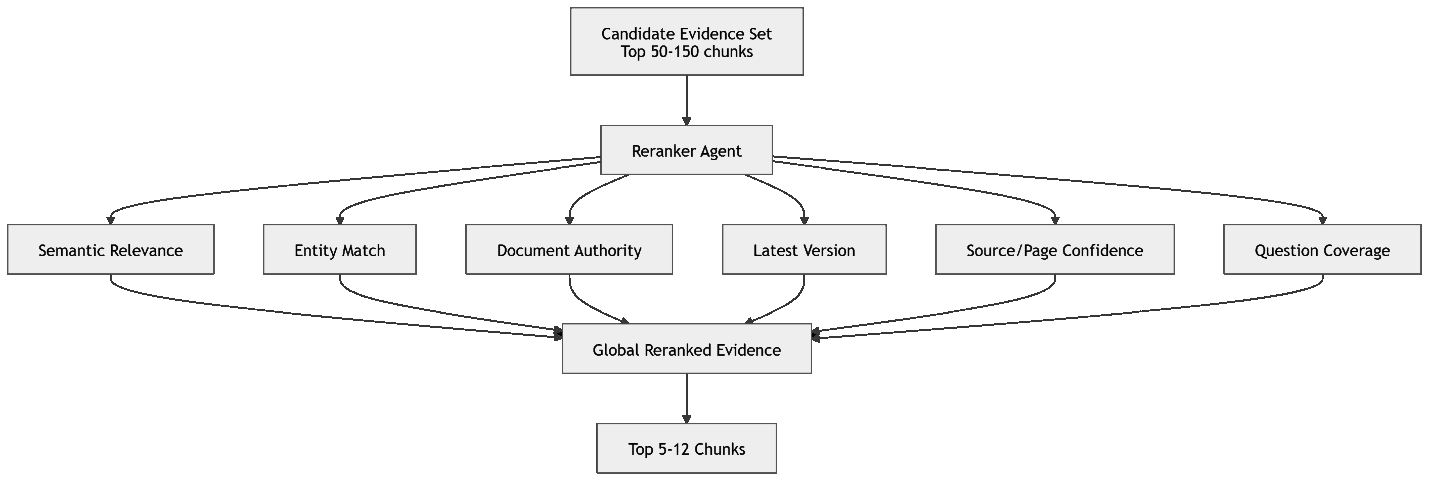 Candidate Evidence Set
Top 50-150 chunks
Reranker Agent
Semantic Relevance
Entity Match
Document Authority
Latest Version
Source/Page Confidence
Question Coverage
Global Reranked Evidence
Top 5-12 Chunks